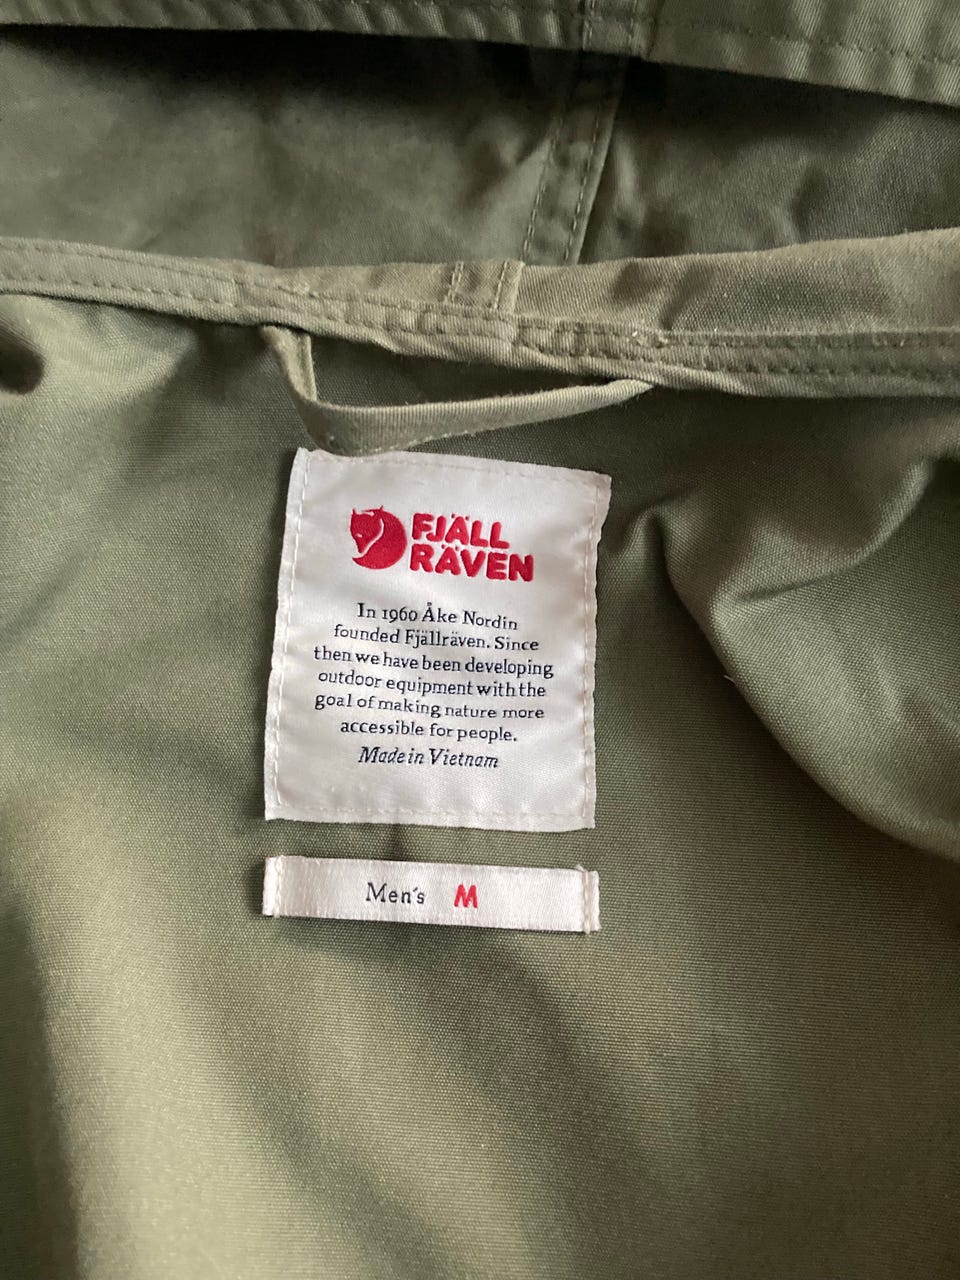 FJÄLL
RÄVEN
In 1960 Åke Nordin
founded Fjällräven. Since
then we have been developing
outdoor equipment with the
goal of making nature more
accessible for people.
Made in Vietnam
Men's M